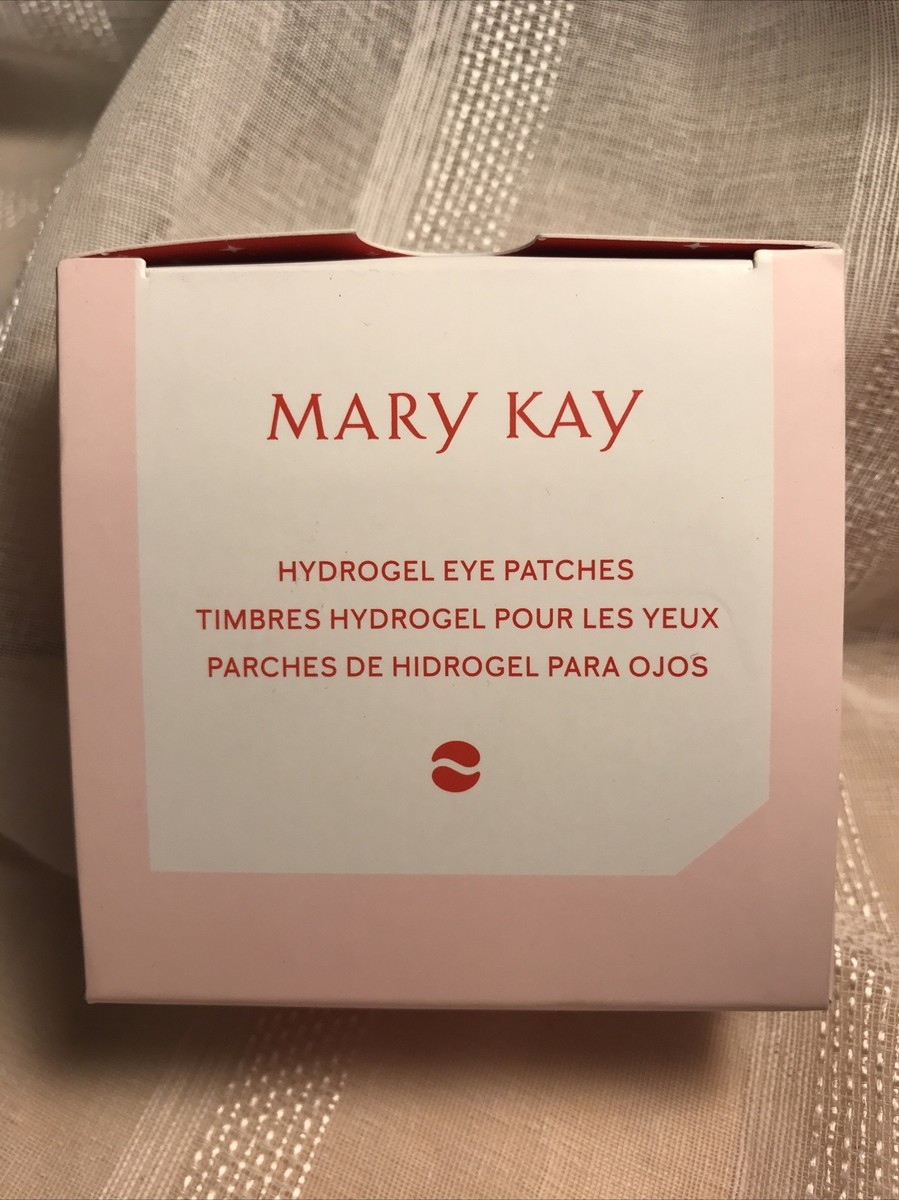 MARY KAY
HYDROGEL EYE PATCHES
TIMBRES HYDROGEL POUR LES YEUX
PARCHES DE HIDROGEL PARA OJOS